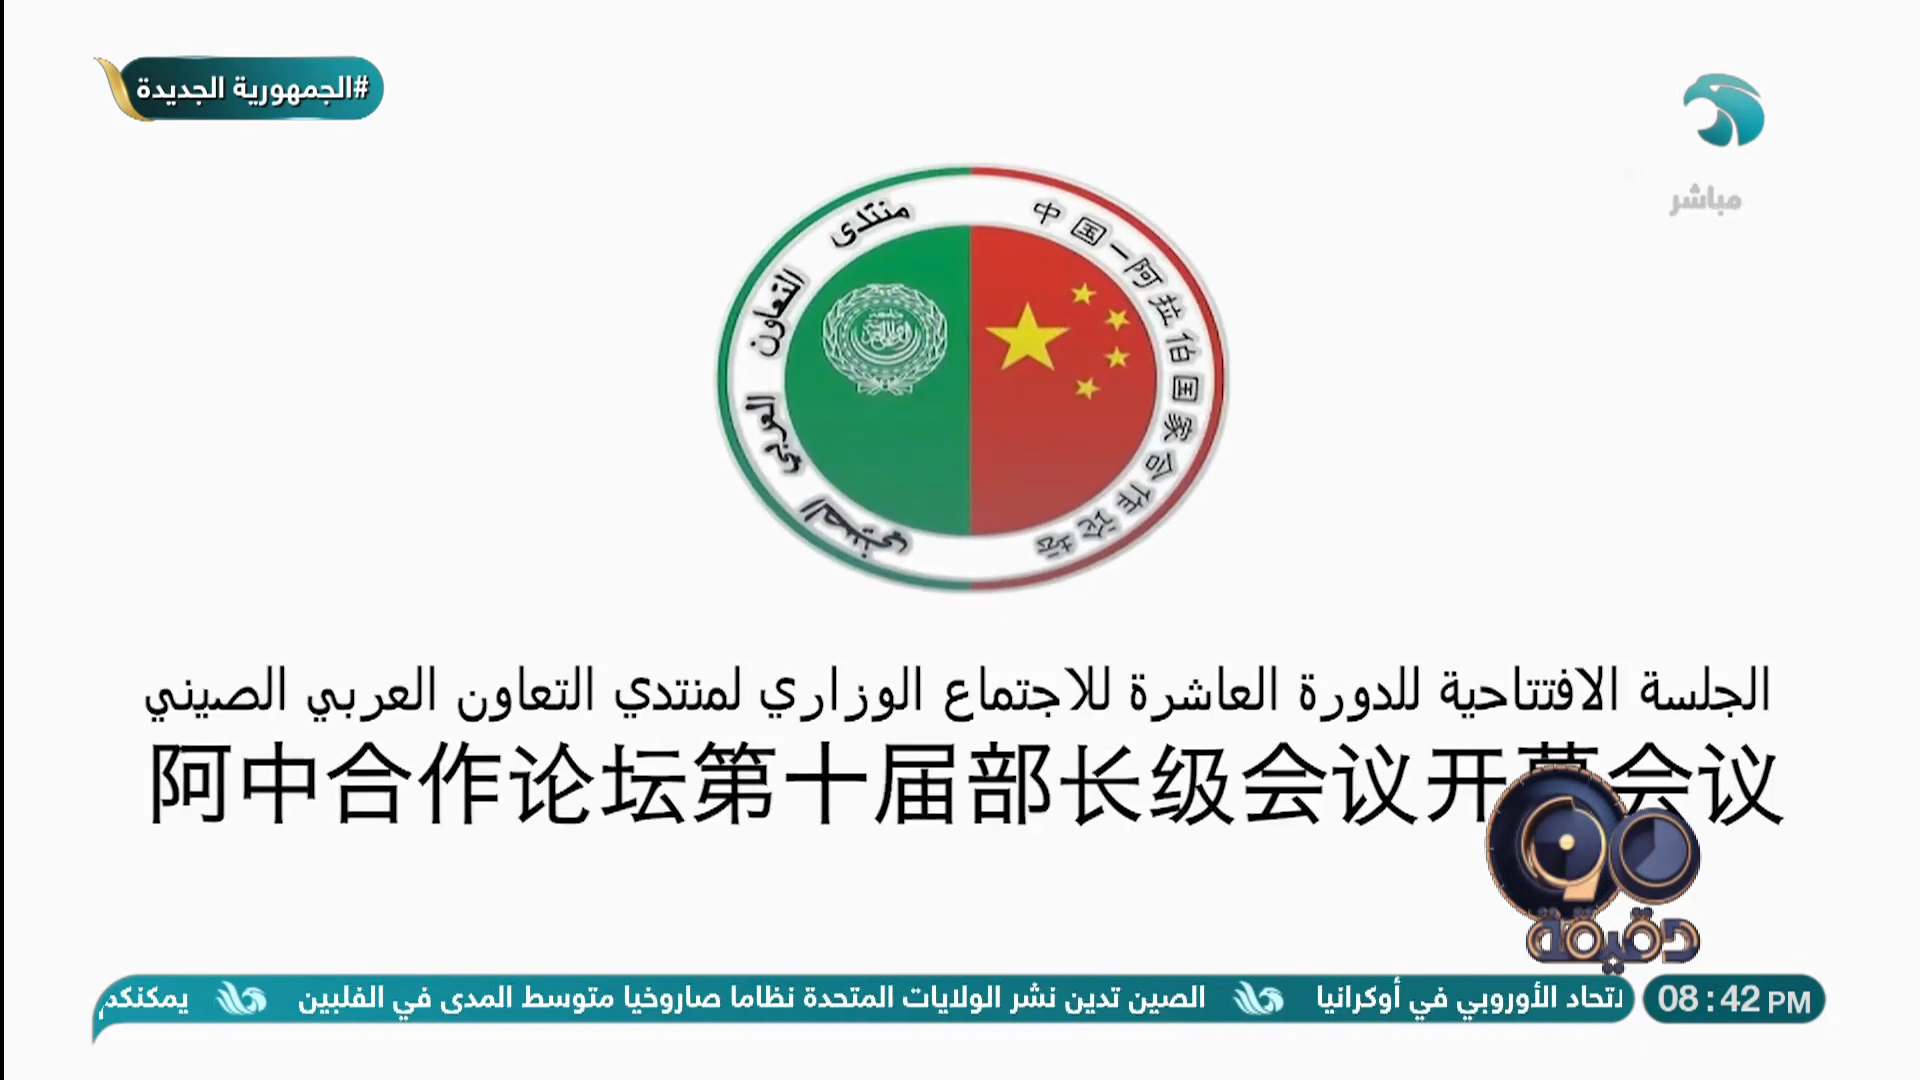 #الجمهورية الجديدة
مباشر
منتدى التعاون العربي الصيني
中国-阿拉伯国家合作论坛
الجلسة الافتتاحية للدورة العاشرة للاجتماع الوزاري لمنتدي التعاون العربي الصيني
阿中合作论坛第十届部长级会议开幕会议
90
دقيقة
لاتحاد الأوروبي في أوكرانيا
الصين تدين نشر الولايات المتحدة نظاما صاروخيا متوسط المدى في الفلبين
يمكنكم
08:42 PM